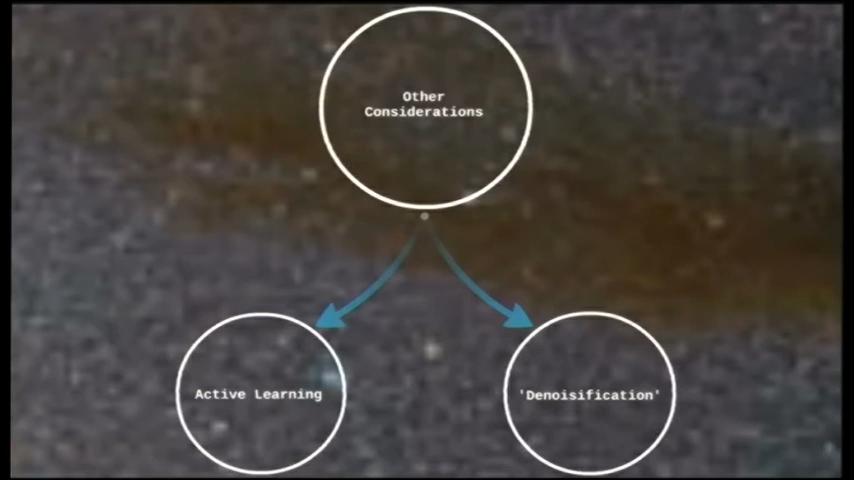 Other
Considerations
Active Learning
'Denoisification'